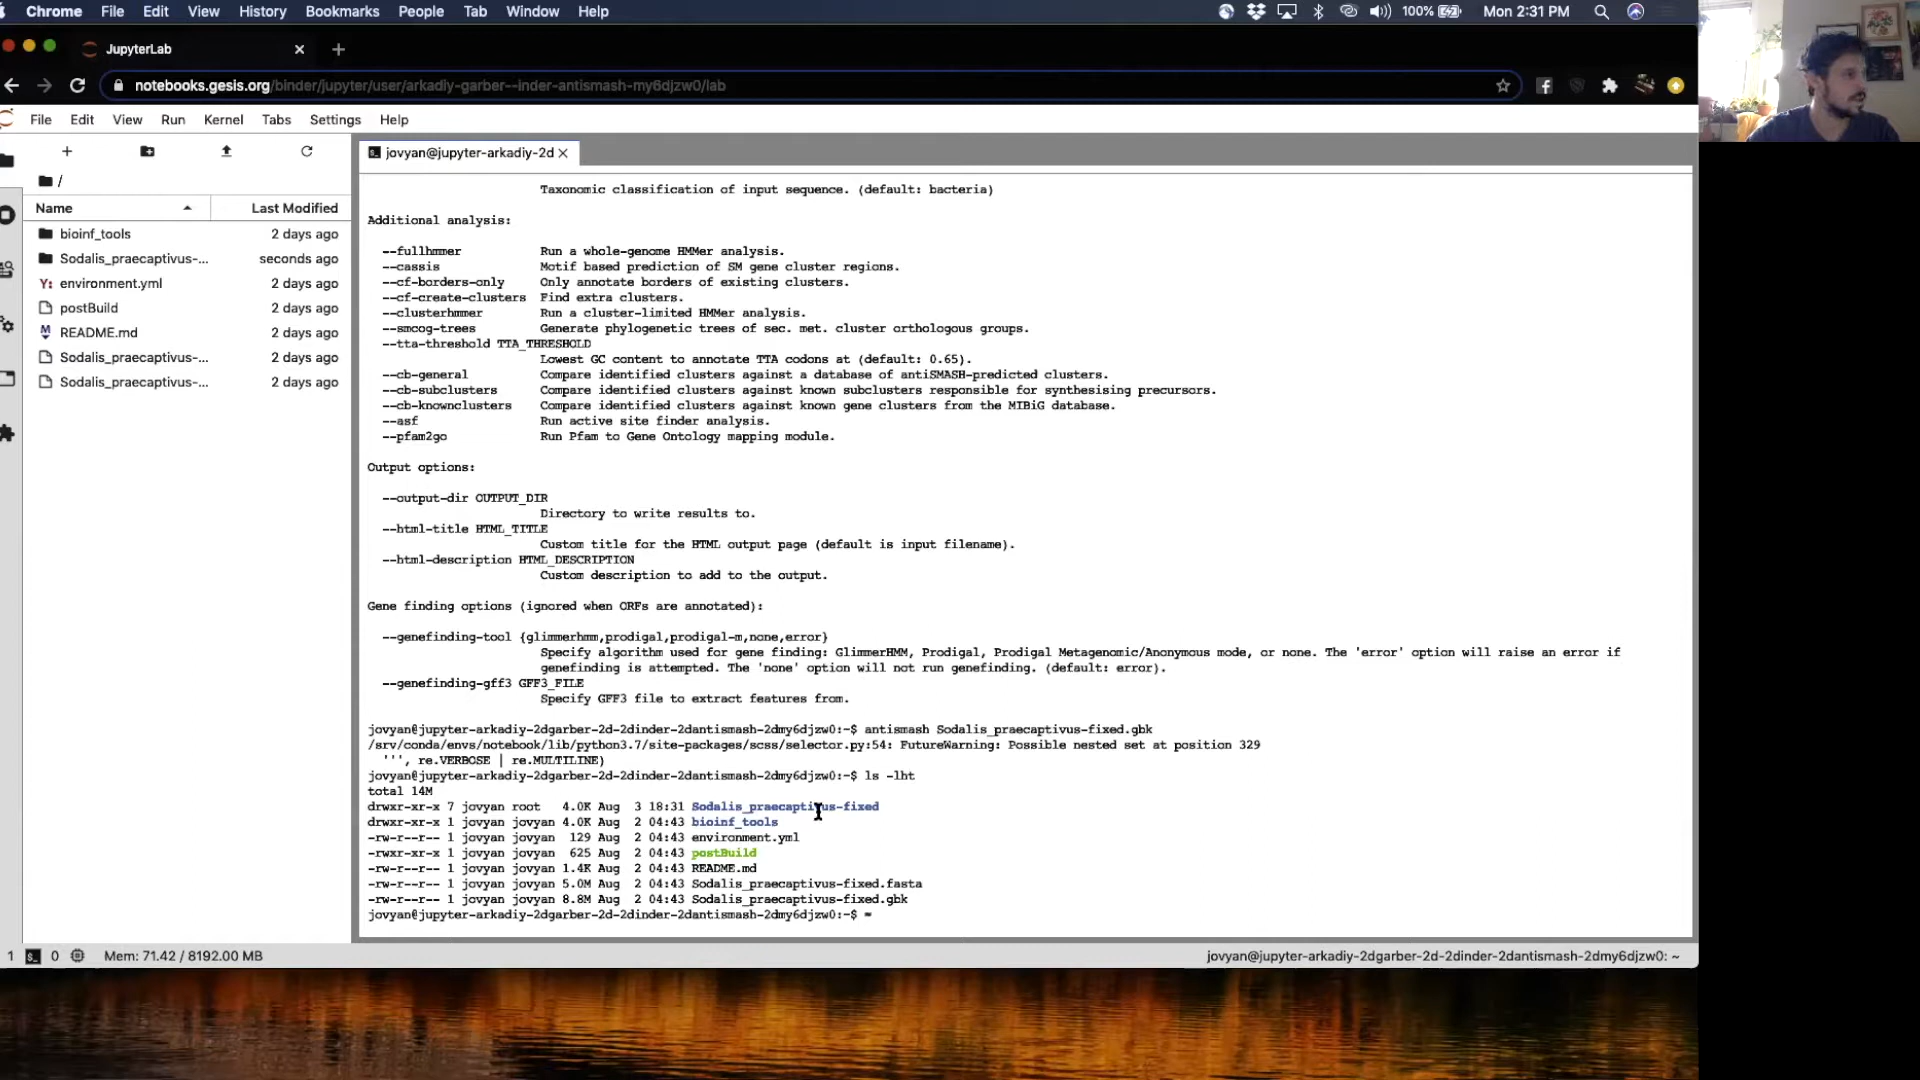 Chrome File Edit View History Bookmarks People Tab Window Help 100% Mon 2:31 PM
JupyterLab
notebooks.gesis.org/binder/jupyter/user/arkadiy-garber--inder-antismash-my6djzw0/lab
File Edit View Run Kernel Tabs Settings Help
jovyan@jupyter-arkadiy-2d
/
Name Last Modified
bioinf_tools 2 days ago
Sodalis_praecaptivus-... seconds ago
Y: environment.yml 2 days ago
postBuild 2 days ago
README.md 2 days ago
Sodalis_praecaptivus-... 2 days ago
Sodalis_praecaptivus-... 2 days ago
Taxonomic classification of input sequence. (default: bacteria)
Additional analysis:
--fullhmmer Run a whole-genome HMMer analysis.
--cassis Motif based prediction of SM gene cluster regions.
--cf-borders-only Only annotate borders of existing clusters.
--cf-create-clusters Find extra clusters.
--clusterhmmer Run a cluster-limited HMMer analysis.
--smcog-trees Generate phylogenetic trees of sec. met. cluster orthologous groups.
--tta-threshold TTA_THRESHOLD
Lowest GC content to annotate TTA codons at (default: 0.65).
--cb-general Compare identified clusters against a database of antiSMASH-predicted clusters.
--cb-subclusters Compare identified clusters against known subclusters responsible for synthesising precursors.
--cb-knownclusters Compare identified clusters against known gene clusters from the MIBiG database.
--asf Run active site finder analysis.
--pfam2go Run Pfam to Gene Ontology mapping module.
Output options:
--output-dir OUTPUT_DIR
Directory to write results to.
--html-title HTML_TITLE
Custom title for the HTML output page (default is input filename).
--html-description HTML_DESCRIPTION
Custom description to add to the output.
Gene finding options (ignored when ORFs are annotated):
--genefinding-tool {glimmerhmm,prodigal,prodigal-m,none,error}
Specify algorithm used for gene finding: GlimmerHMM, Prodigal, Prodigal Metagenomic/Anonymous mode, or none. The 'error' option will raise an error if
genefinding is attempted. The 'none' option will not run genefinding. (default: error).
--genefinding-gff3 GFF3_FILE
Specify GFF3 file to extract features from.
jovyan@jupyter-arkadiy-2dgarber-2d-2dinder-2dantismash-2dmy6djzw0:~$ antismash Sodalis_praecaptivus-fixed.gbk
/srv/conda/envs/notebook/lib/python3.7/site-packages/scss/selector.py:54: FutureWarning: Possible nested set at position 329
''', re.VERBOSE | re.MULTILINE)
jovyan@jupyter-arkadiy-2dgarber-2d-2dinder-2dantismash-2dmy6djzw0:~$ ls -lht
total 14M
drwxr-xr-x 7 jovyan root 4.0K Aug 3 18:31 Sodalis_praecaptivus-fixed
drwxr-xr-x 1 jovyan jovyan 4.0K Aug 2 04:43 bioinf_tools
-rw-r--r-- 1 jovyan jovyan 129 Aug 2 04:43 environment.yml
-rwxr-xr-x 1 jovyan jovyan 625 Aug 2 04:43 postBuild
-rw-r--r-- 1 jovyan jovyan 1.4K Aug 2 04:43 README.md
-rw-r--r-- 1 jovyan jovyan 5.0M Aug 2 04:43 Sodalis_praecaptivus-fixed.fasta
-rw-r--r-- 1 jovyan jovyan 8.8M Aug 2 04:43 Sodalis_praecaptivus-fixed.gbk
jovyan@jupyter-arkadiy-2dgarber-2d-2dinder-2dantismash-2dmy6djzw0:~$ =
1 0 Mem: 71.42 / 8192.00 MB jovyan@jupyter-arkadiy-2dgarber-2d-2dinder-2dantismash-2dmy6djzw0: ~